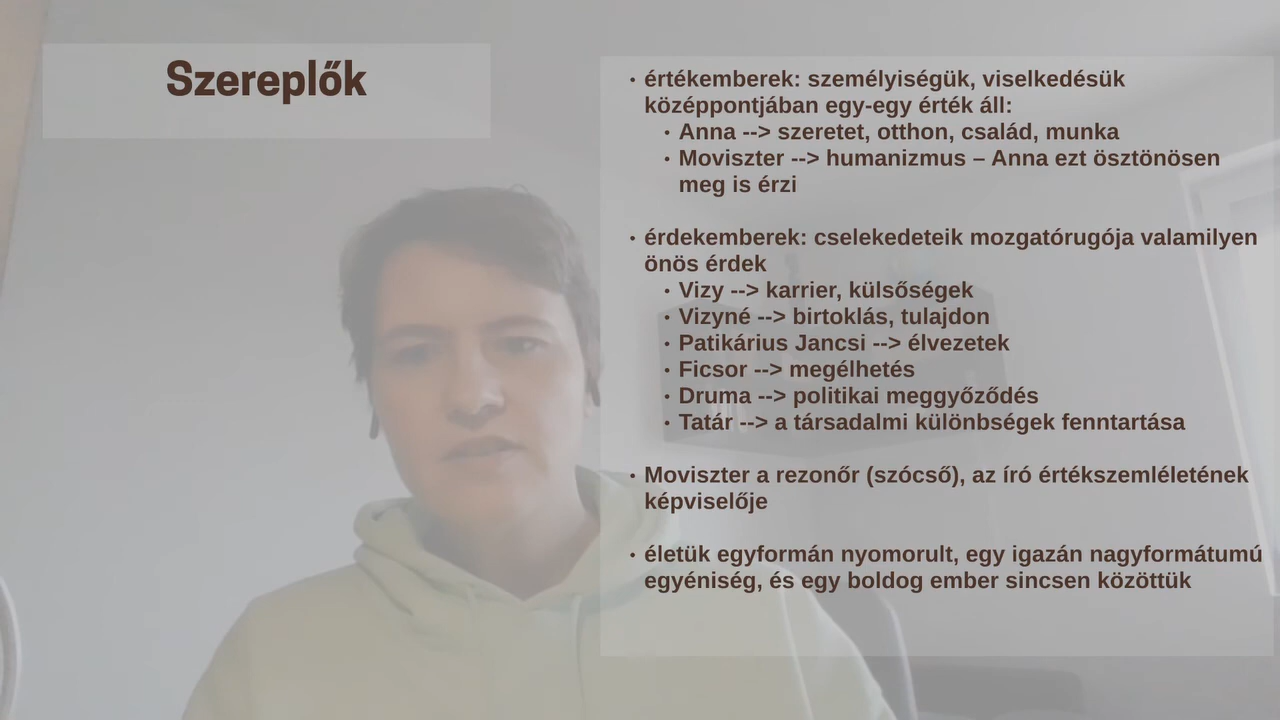 Szereplők
• értékemberek: személyiségük, viselkedésük
középpontjában egy-egy érték áll:
• Anna --> szeretet, otthon, család, munka
• Moviszter --> humanizmus – Anna ezt ösztönösen
meg is érzi
• érdekemberek: cselekedeteik mozgatórugója valamilyen
önös érdek
• Vizy --> karrier, külsőségek
• Vizyné --> birtoklás, tulajdon
• Patikárius Jancsi --> élvezetek
• Ficsor --> megélhetés
• Druma --> politikai meggyőződés
• Tatár --> a társadalmi különbségek fenntartása
• Moviszter a rezonőr (szócső), az író értékszemléletének
képviselője
• életük egyformán nyomorult, egy igazán nagyformátumú
egyéniség, és egy boldog ember sincsen közöttük